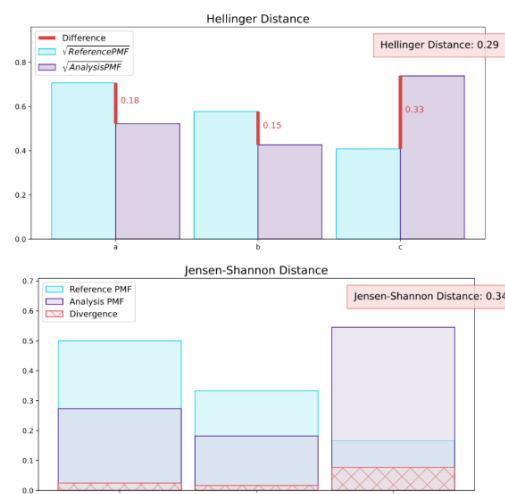 Hellinger Distance
Difference
√ReferencePMF
√AnalysisPMF
Hellinger Distance: 0.29
0.8
0.6
0.4
0.2
0.0
0.18
0.15
0.33
a
b
c
Jensen-Shannon Distance
Reference PMF
Analysis PMF
Divergence
Jensen-Shannon Distance: 0.34
0.7
0.6
0.5
0.4
0.3
0.2
0.1
0.0